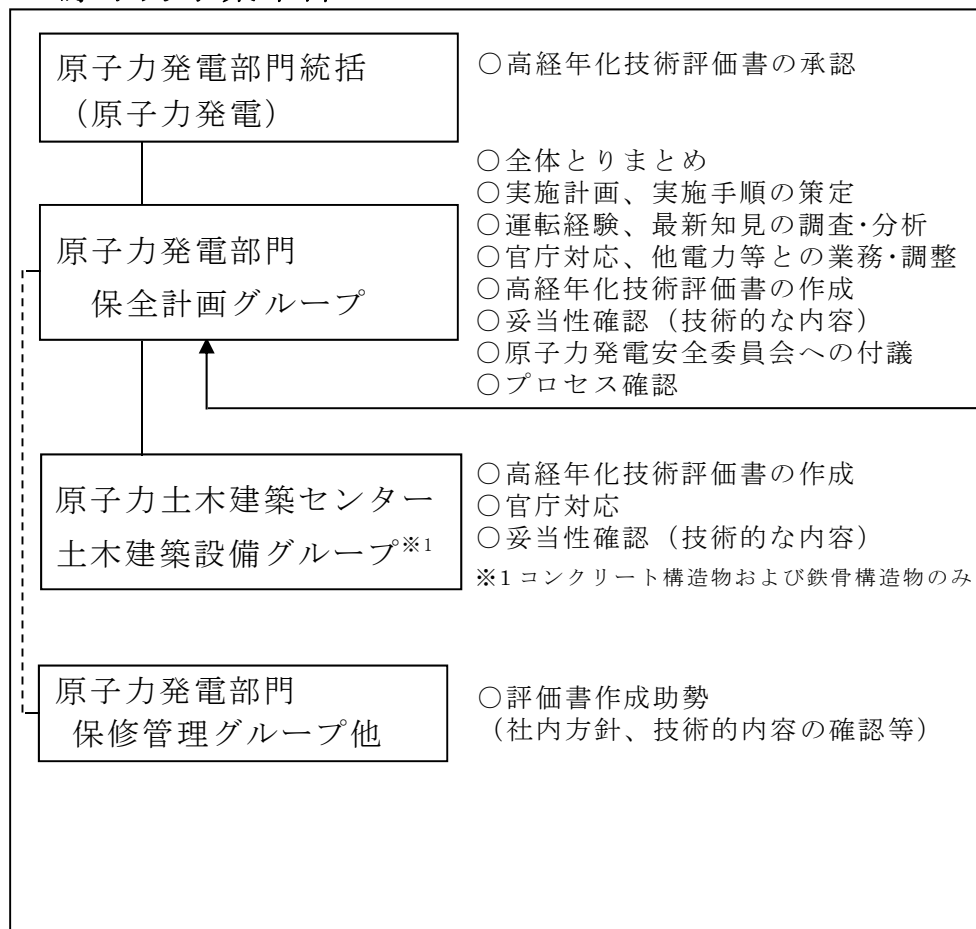 原子力発電部門統括
（原子力発電）
○高経年化技術評価書の承認
原子力発電部門
保全計画グループ
○全体とりまとめ
○実施計画、実施手順の策定
○運転経験、最新知見の調査･分析
○官庁対応、他電力等との業務･調整
○高経年化技術評価書の作成
○妥当性確認（技術的な内容）
○原子力発電安全委員会への付議
○プロセス確認
原子力土木建築センター
土木建築設備グループ※1
○高経年化技術評価書の作成
○官庁対応
○妥当性確認（技術的な内容）
※1 コンクリート構造物および鉄骨構造物のみ
原子力発電部門
保修管理グループ他
○評価書作成助勢
（社内方針、技術的内容の確認等）